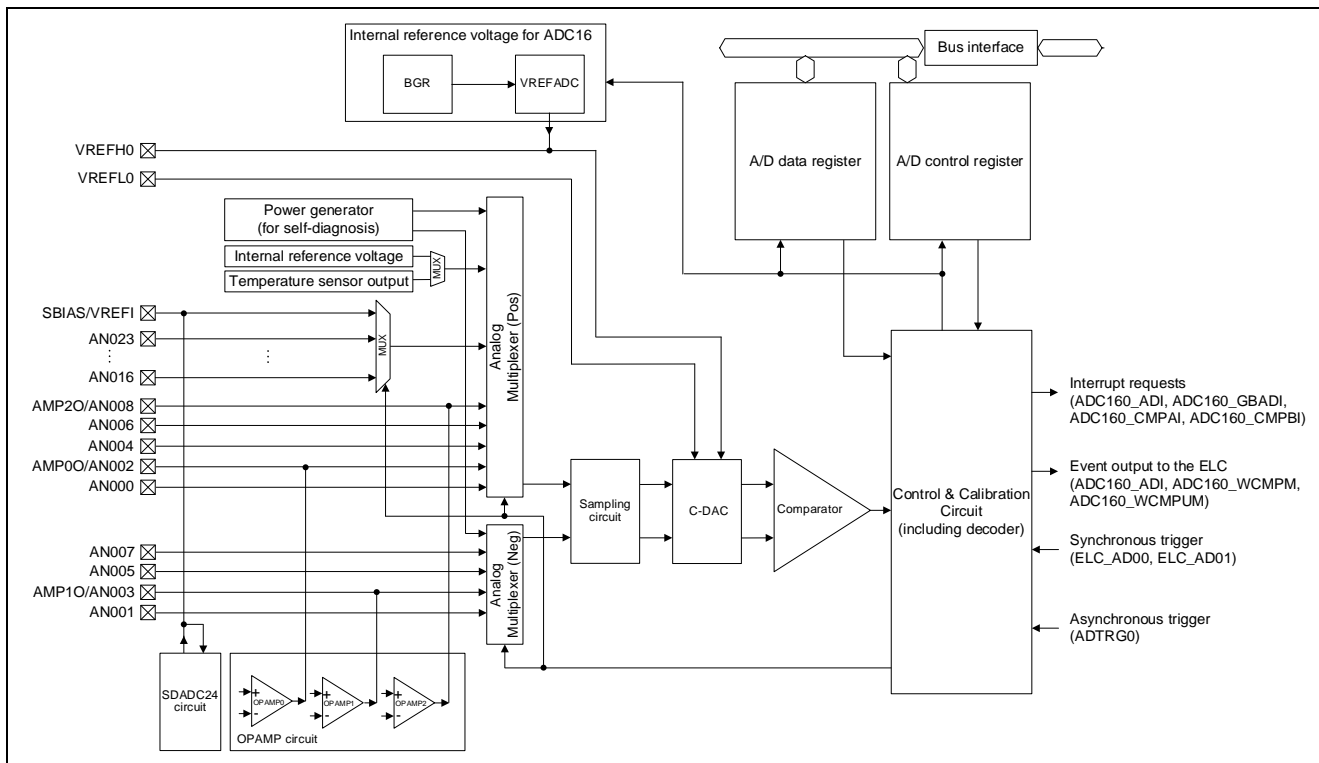 Internal reference voltage for ADC16
BGR
VREFADC
Bus interface
A/D data register
A/D control register
VREFH0
VREFL0
Power generator
(for self-diagnosis)
Internal reference voltage
Temperature sensor output
MUX
SBIAS/VREFI
AN023
AN016
MUX
AMP2O/AN008
AN006
AN004
AMP0O/AN002
AN000
Analog
Multiplexer (Pos)
AN007
AN005
AMP1O/AN003
AN001
Analog
Multiplexer (Neg)
Sampling
circuit
C-DAC
Comparator
Control & Calibration
Circuit
(including decoder)
Interrupt requests
(ADC160_ADI, ADC160_GBADI,
ADC160_CMPAI, ADC160_CMPBI)
Event output to the ELC
(ADC160_ADI, ADC160_WCMPM,
ADC160_WCMPUM)
Synchronous trigger
(ELC_AD00, ELC_AD01)
Asynchronous trigger
(ADTRG0)
SDADC24
circuit
+
-
OPAMP0
+
-
OPAMP1
+
-
OPAMP2
OPAMP circuit